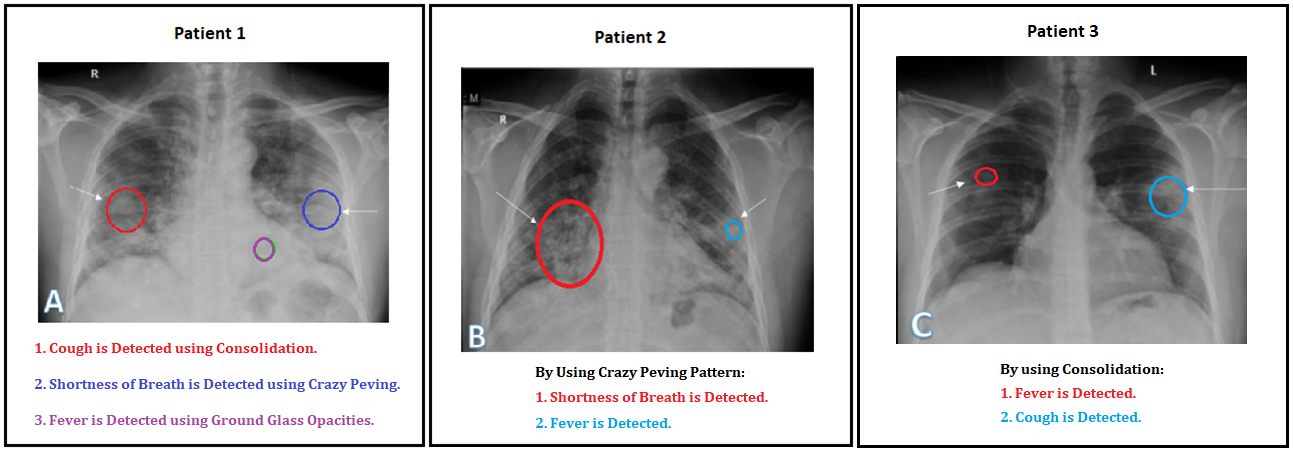 Patient 1
R
A
1. Cough is Detected using Consolidation.
2. Shortness of Breath is Detected using Crazy Peving.
3. Fever is Detected using Ground Glass Opacities.
Patient 2
M
R
B
By Using Crazy Peving Pattern:
1. Shortness of Breath is Detected.
2. Fever is Detected.
Patient 3
L
C
By using Consolidation:
1. Fever is Detected.
2. Cough is Detected.